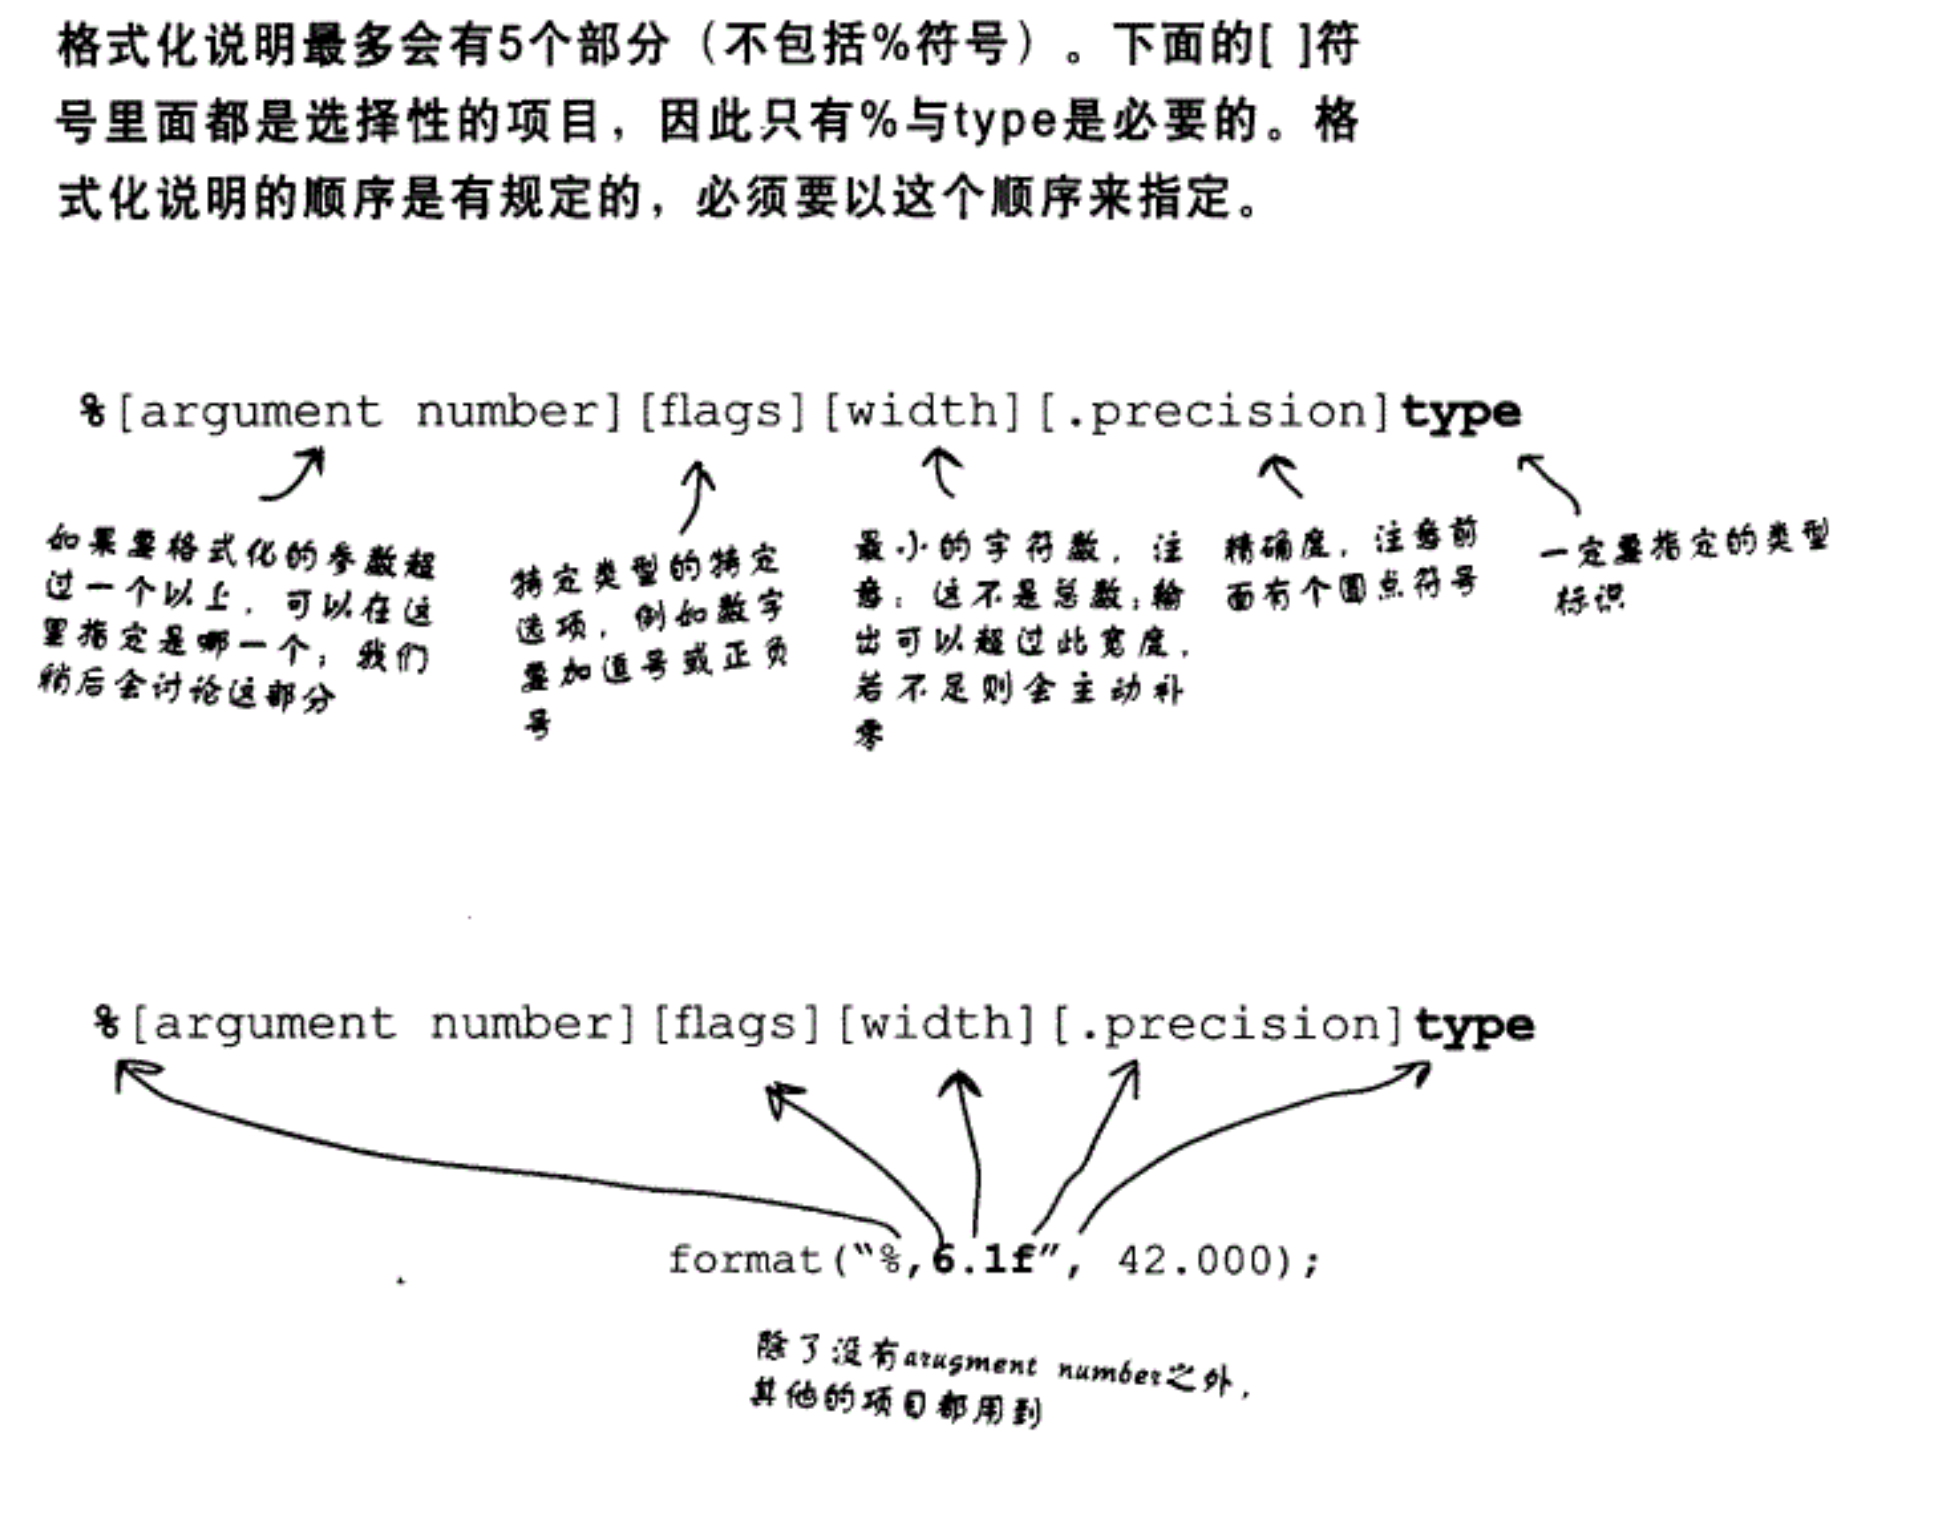 格式化说明最多会有5个部分（不包括%符号）。下面的[ ]符
号里面都是选择性的项目，因此只有%与type是必要的。格
式化说明的顺序是有规定的，必须要以这个顺序来指定。
%[argument number][flags][width][.precision]type
如果要格式化的参数超
过一个以上，可以在这
里指定是哪一个，我们
稍后会讨论这部分
特定类型的特定
选项，例如数字
要加逗号或正负
号
最小的字符数，注
意：这不是总数；输
出可以超过此宽度，
若不足则会主动补
零
精确度，注意前
面有个圆点符号
一定要指定的类型
标识
%[argument number][flags][width][.precision]type
format("%,6.1f", 42.000);
除了没有arugment number之外，
其他的项目都用到